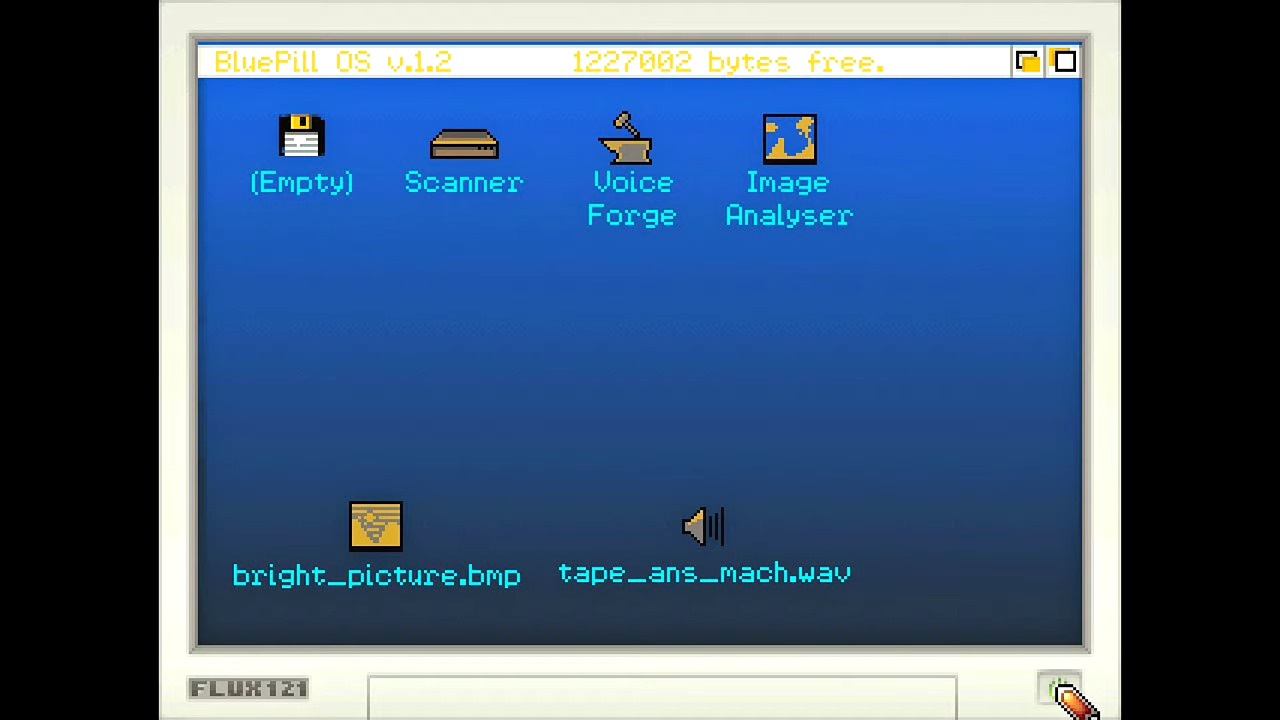 BluePill OS v.1.2 1227002 bytes free.
(Empty) Scanner Voice Forge Image Analyser
bright_picture.bmp tape_ans_mach.wav
FLUX121